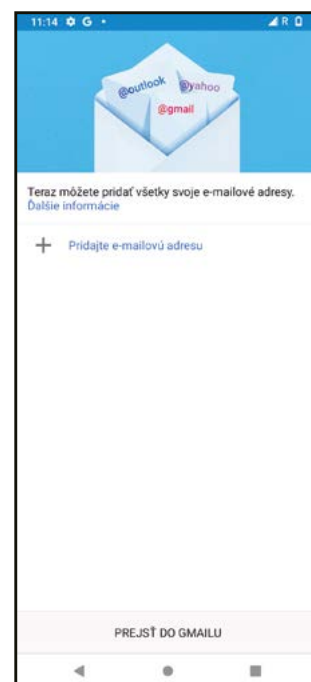 11:14 G R
@outlook @yahoo
@gmail
Teraz môžete pridať všetky svoje e-mailové adresy.
Ďalšie informácie
Pridajte e-mailovú adresu
PREJSŤ DO GMAILU